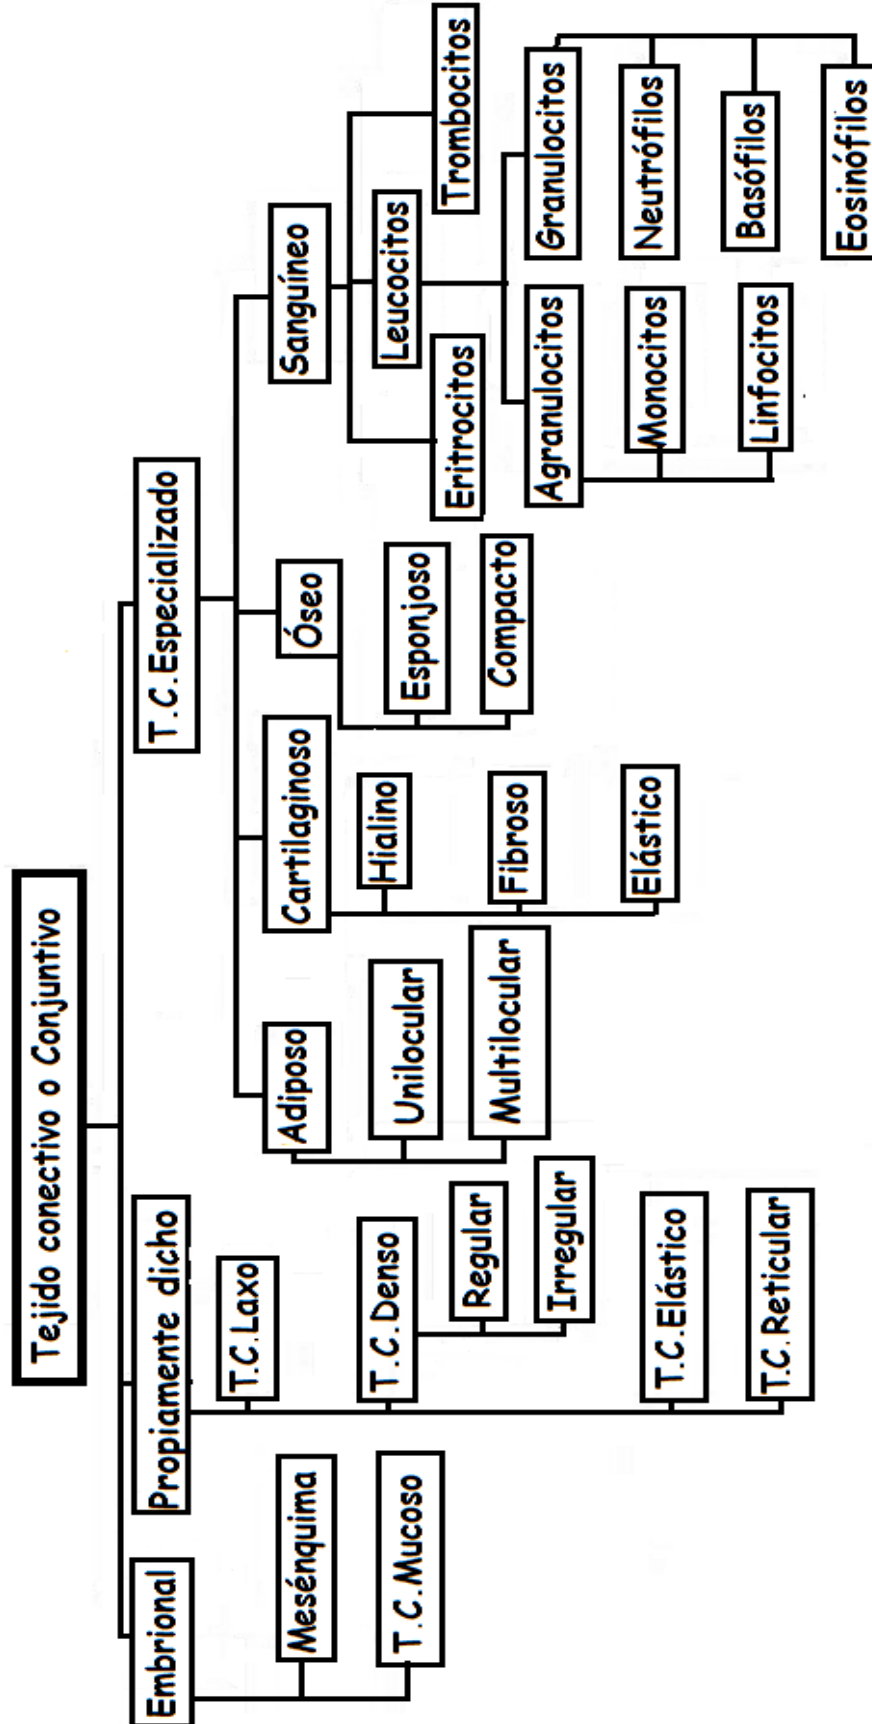 Tejido conectivo o Conjuntivo
Embrional
Mesénquima
T.C.Mucoso
Propiamente dicho
T.C.Laxo
T.C.Denso
Regular
Irregular
T.C.Elástico
T.C.Reticular
T.C.Especializado
Adiposo
Unilocular
Multilocular
Cartilaginoso
Hialino
Fibroso
Elástico
Óseo
Esponjoso
Compacto
Sanguíneo
Eritrocitos
Leucocitos
Trombocitos
Agranulocitos
Monocitos
Linfocitos
Granulocitos
Neutrófilos
Basófilos
Eosinófilos